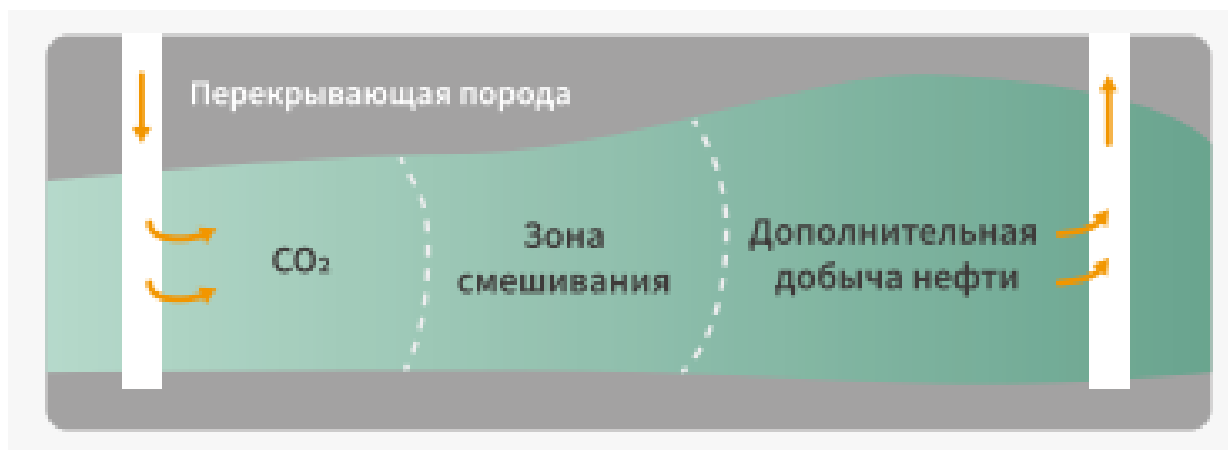 Перекрывающая порода
CO₂
Зона
смешивания
Дополнительная
добыча нефти